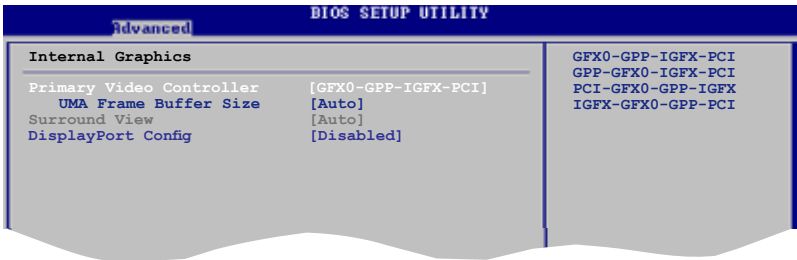 BIOS SETUP UTILITY
Advanced
Internal Graphics
Primary Video Controller [GFX0-GPP-IGFX-PCI]
UMA Frame Buffer Size [Auto]
Surround View [Auto]
DisplayPort Config [Disabled]
GFX0-GPP-IGFX-PCI
GPP-GFX0-IGFX-PCI
PCI-GFX0-GPP-IGFX
IGFX-GFX0-GPP-PCI